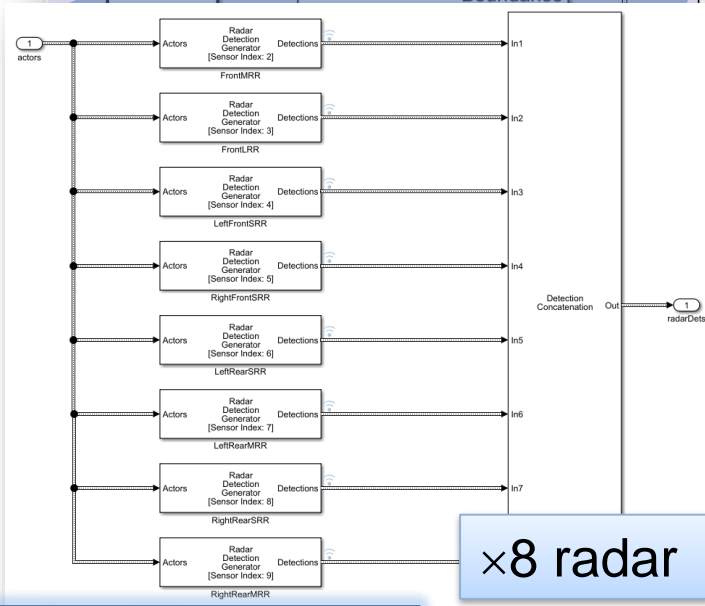 1
actors
Actors
Radar
Detection
Generator
[Sensor Index: 2]
Detections
FrontMRR
In1
Actors
Radar
Detection
Generator
[Sensor Index: 3]
Detections
FrontLRR
In2
Actors
Radar
Detection
Generator
[Sensor Index: 4]
Detections
LeftFrontSRR
In3
Actors
Radar
Detection
Generator
[Sensor Index: 5]
Detections
RightFrontSRR
In4
Detection
Concatenation
Out
1
radarDets
Actors
Radar
Detection
Generator
[Sensor Index: 6]
Detections
LeftRearSRR
In5
Actors
Radar
Detection
Generator
[Sensor Index: 7]
Detections
LeftRearMRR
In6
Actors
Radar
Detection
Generator
[Sensor Index: 8]
Detections
RightRearSRR
In7
Actors
Radar
Detection
Generator
[Sensor Index: 9]
Detections
RightRearMRR
×8 radar